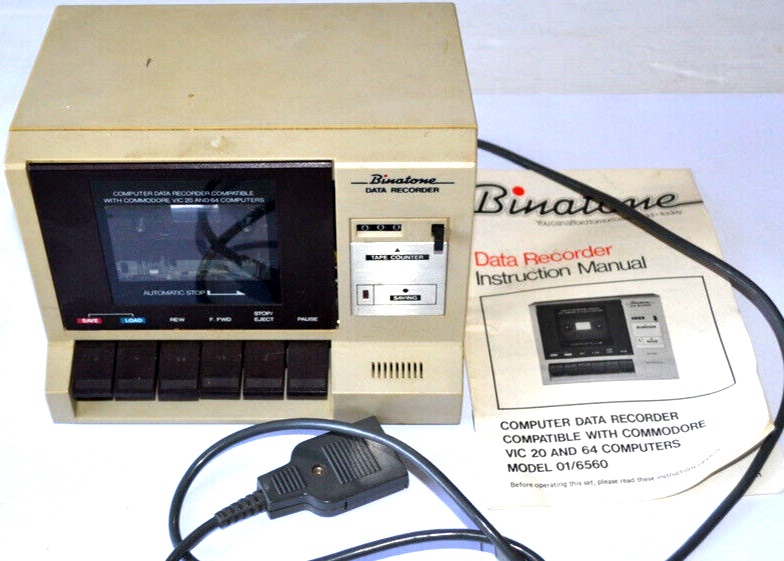 COMPUTER DATA RECORDER COMPATIBLE
WITH COMMODORE VIC 20 AND 64 COMPUTERS
AUTOMATIC STOP
SAVE LOAD REW F. FWD STOP/ EJECT PAUSE
Binatone
DATA RECORDER
000
TAPE COUNTER
SAVING
Binatone
Data Recorder
Instruction Manual
COMPUTER DATA RECORDER
COMPATIBLE WITH COMMODORE
VIC 20 AND 64 COMPUTERS
MODEL 01/6560
Before operating this set, please read these instructions